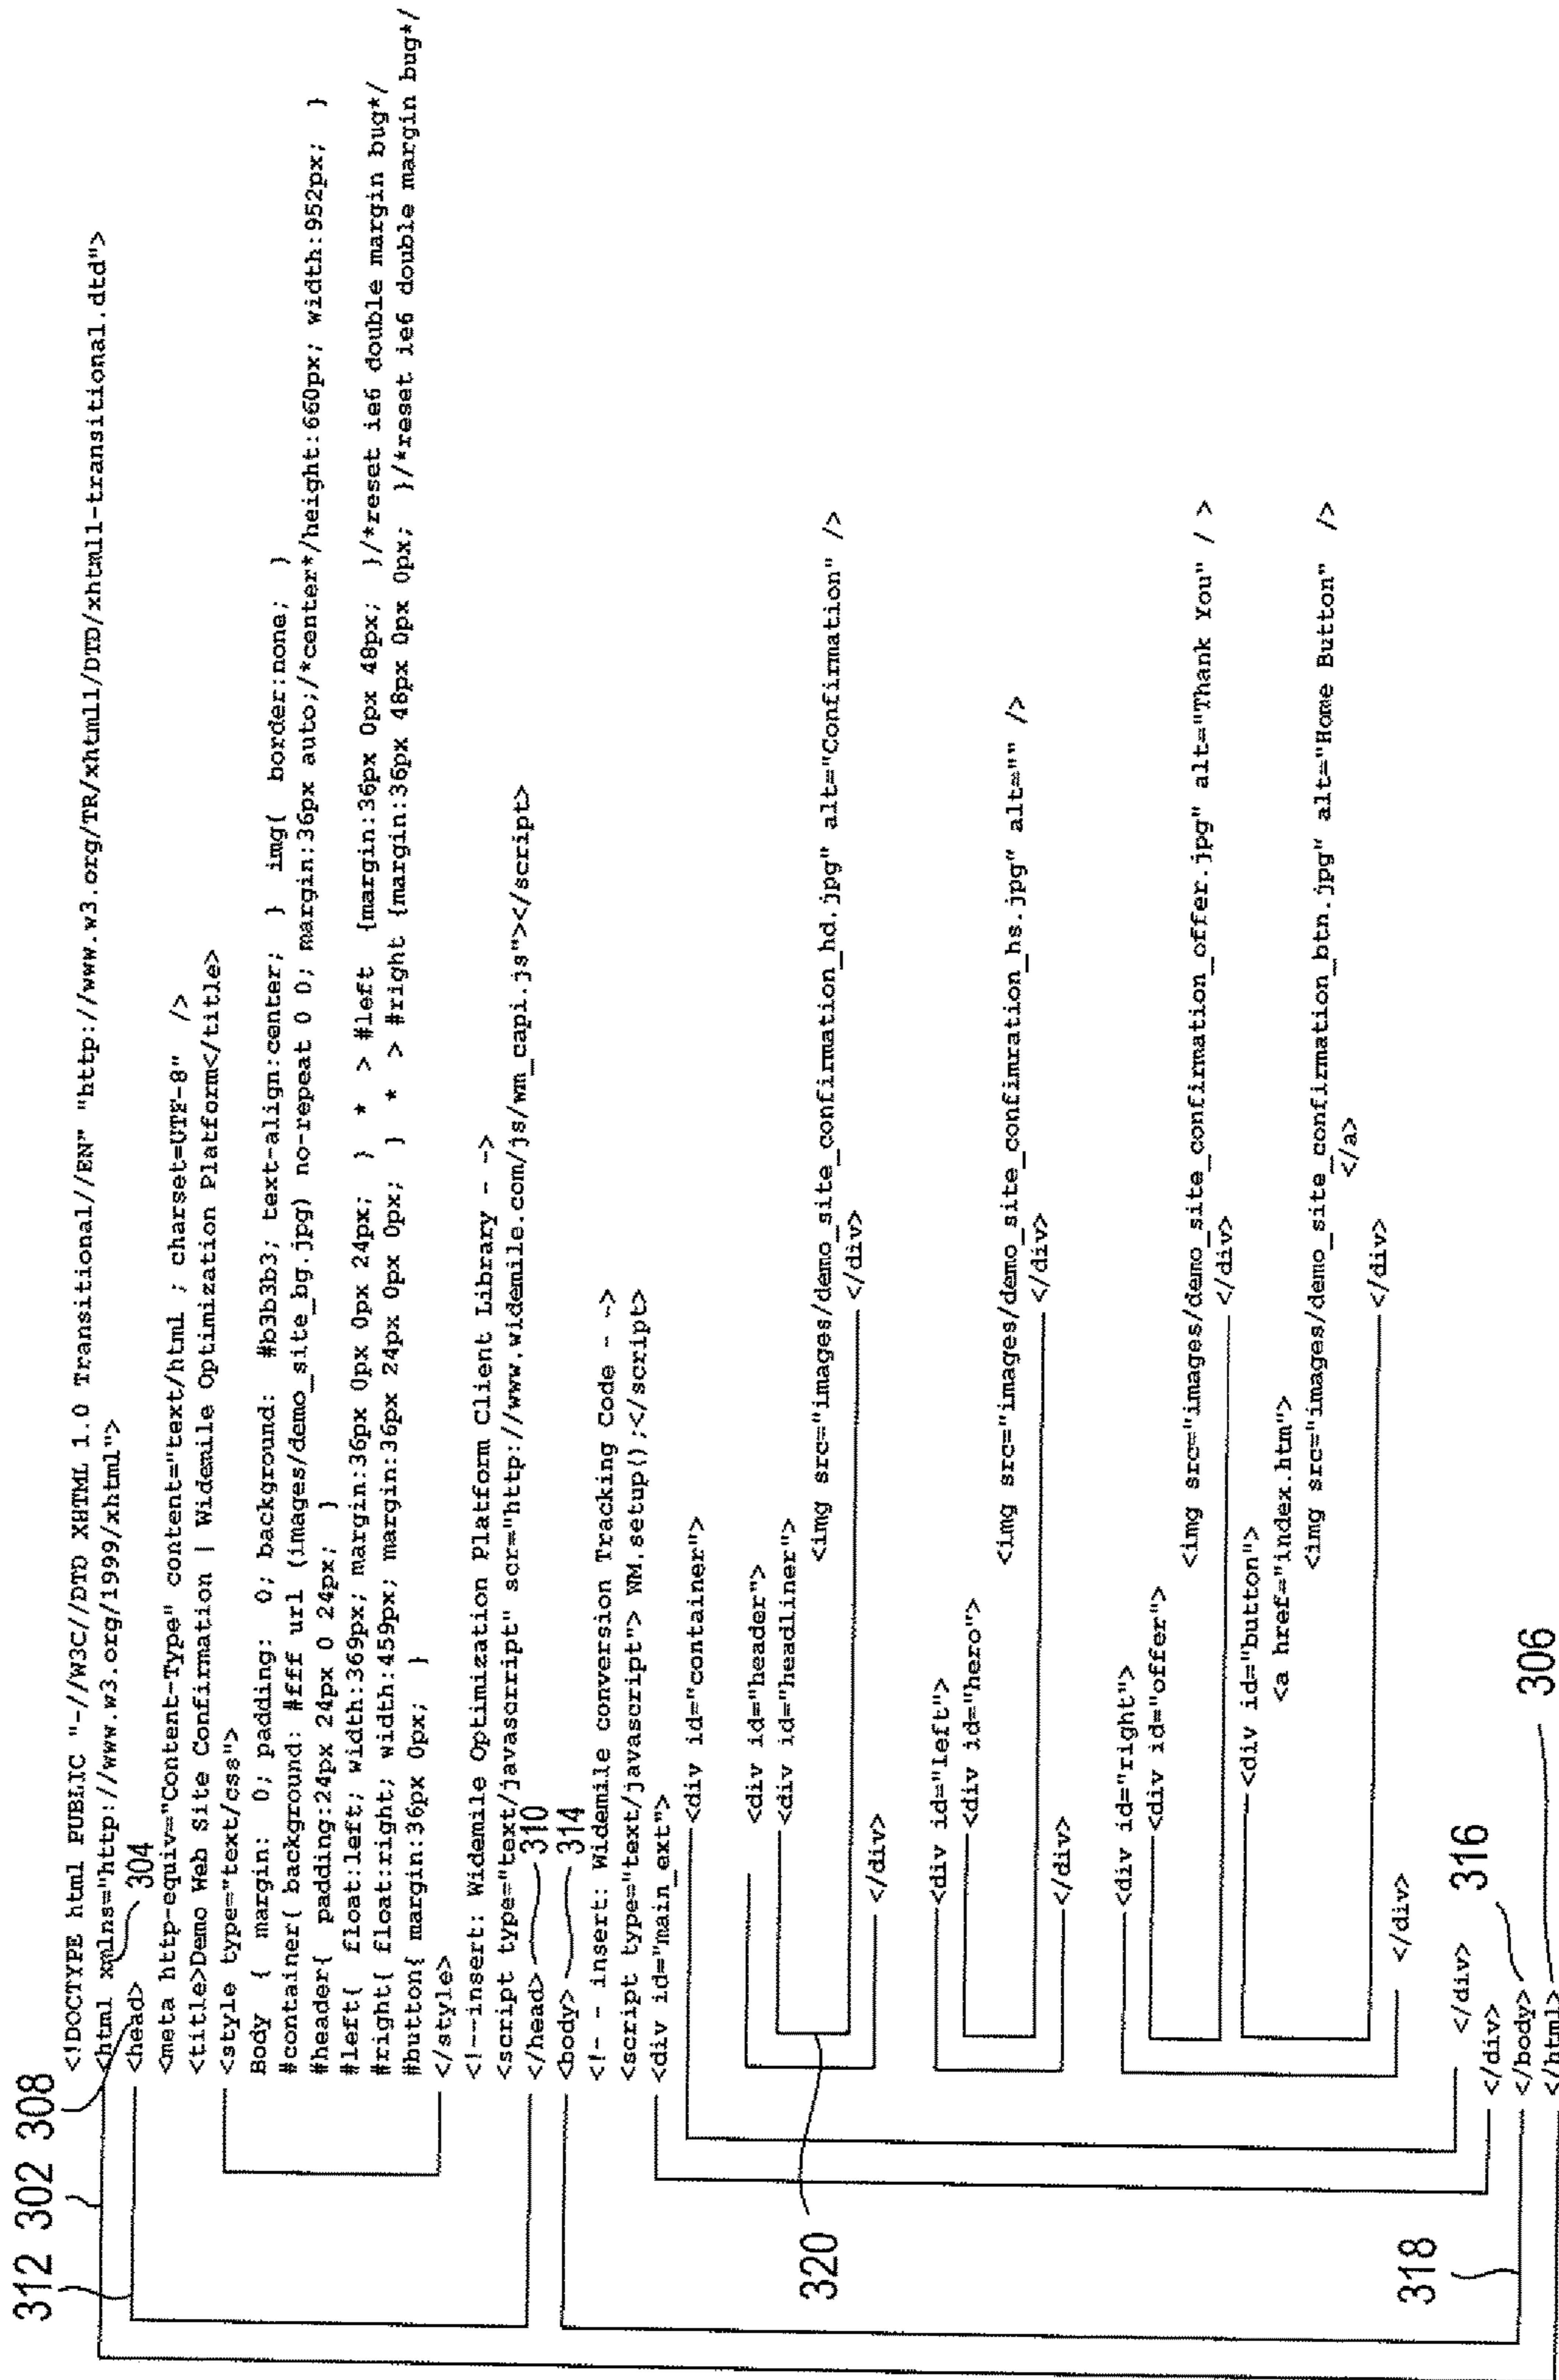 312 302 308
<!DOCTYPE html PUBLIC "-//W3C//DTD XHTML 1.0 Transitional//EN" "http://www.w3.org/TR/xhtml1/DTD/xhtml1-transitional.dtd">
<html xmlns="http://www.w3.org/1999/xhtml">
<head> 304
<meta http-equiv="Content-Type" content="text/html ; charset=UTF-8" />
<title>Demo Web Site Confirmation | Widemile Optimization Platform</title>
<style type="text/css">
Body { margin: 0; padding: 0; background: #b3b3b3; text-align:center; } img{ border:none; }
#container{ background: #fff url (images/demo_site_bg.jpg) no-repeat 0 0; margin:36px auto;/*center*/height:660px; width:952px; }
#header{ padding:24px 24px 0 24px; }
#left{ float:left; width:369px; margin:36px 0px 0px 24px; } * > #left {margin:36px 0px 48px; }/*reset ie6 double margin bug*/
#right{ float:right; width:459px; margin:36px 24px 0px 0px; } * > #right {margin:36px 48px 0px 0px; }/*reset ie6 double margin bug*/
#button{ margin:36px 0px; }
</style>
<!--insert: Widemile Optimization Platform Client Library - ->
<script type="text/javascript" scr="http://www.widemile.com/js/wm_capi.js"></script>
</head> 310
<body> 314
<!- - insert: Widemile conversion Tracking Code - ->
<script type="text/javascript"> WM.setup();</script>
<div id="main_ext">
<div id="container">
<div id="header">
<div id="headliner">
320
<img src="images/demo_site_confirmation_hd.jpg" alt="Confirmation" />
</div>
</div>
<div id="left">
<div id="hero">
<img src="images/demo_site_confimration_hs.jpg" alt="" />
</div>
</div>
<div id="right">
<div id="offer">
<img src="images/demo_site_confirmation_offer.jpg" alt="Thank You" / >
</div>
<div id="button">
<a href="index.htm">
<img src="images/demo_site_confirmation_btn.jpg" alt="Home Button" />
</a>
</div>
</div>
318
</div>
</div> 316
</body>
</html> 306